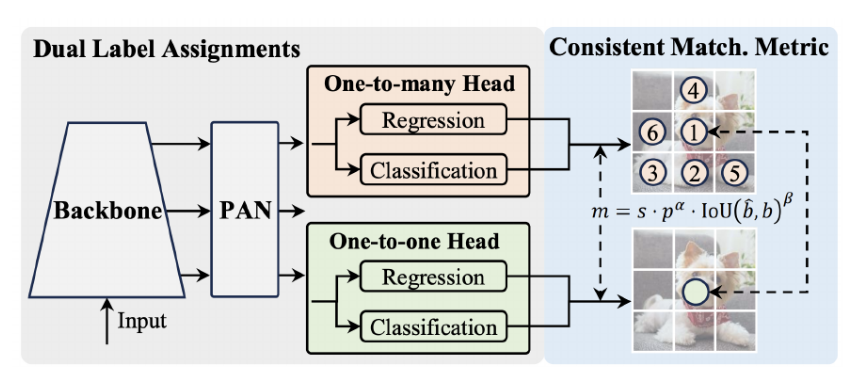 Dual Label Assignments
Consistent Match. Metric
One-to-many Head
Regression
Classification
Backbone
PAN
Input
One-to-one Head
Regression
Classification
4
6 1
3 2 5
m = s · p^α · IoU(b̂, b)^β